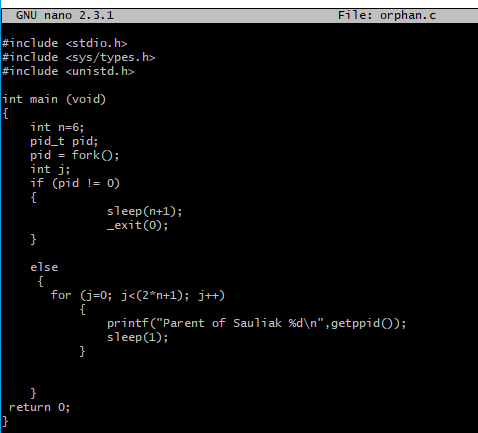 GNU nano 2.3.1 File: orphan.c
#include <stdio.h>
#include <sys/types.h>
#include <unistd.h>
int main (void)
{
int n=6;
pid_t pid;
pid = fork();
int j;
if (pid != 0)
{
sleep(n+1);
_exit(0);
}
else
{
for (j=0; j<(2*n+1); j++)
{
printf("Parent of Sauliak %d\n",getppid());
sleep(1);
}
}
return 0;
}